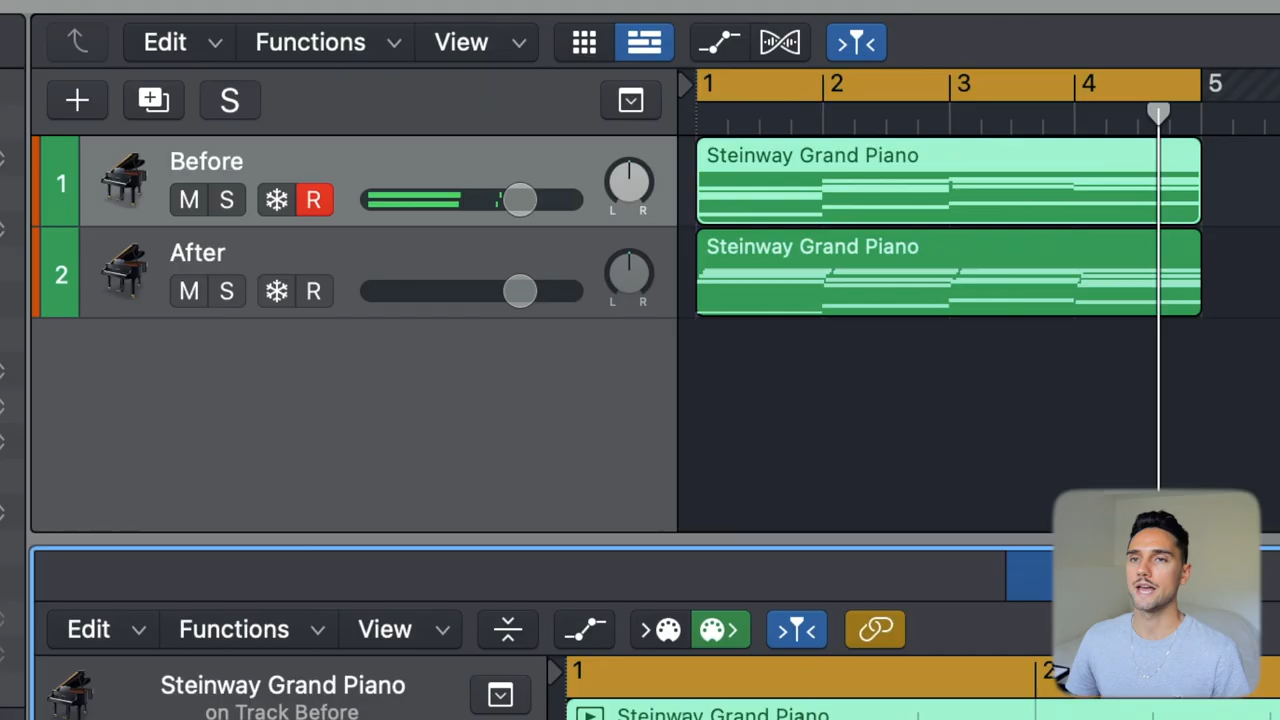 Edit Functions View
S
1 2 3 4 5
1 Before
M S R
L R
Steinway Grand Piano
2 After
M S R
L R
Steinway Grand Piano
Edit Functions View
Steinway Grand Piano
on Track Before
1 2
Steinway Grand Piano